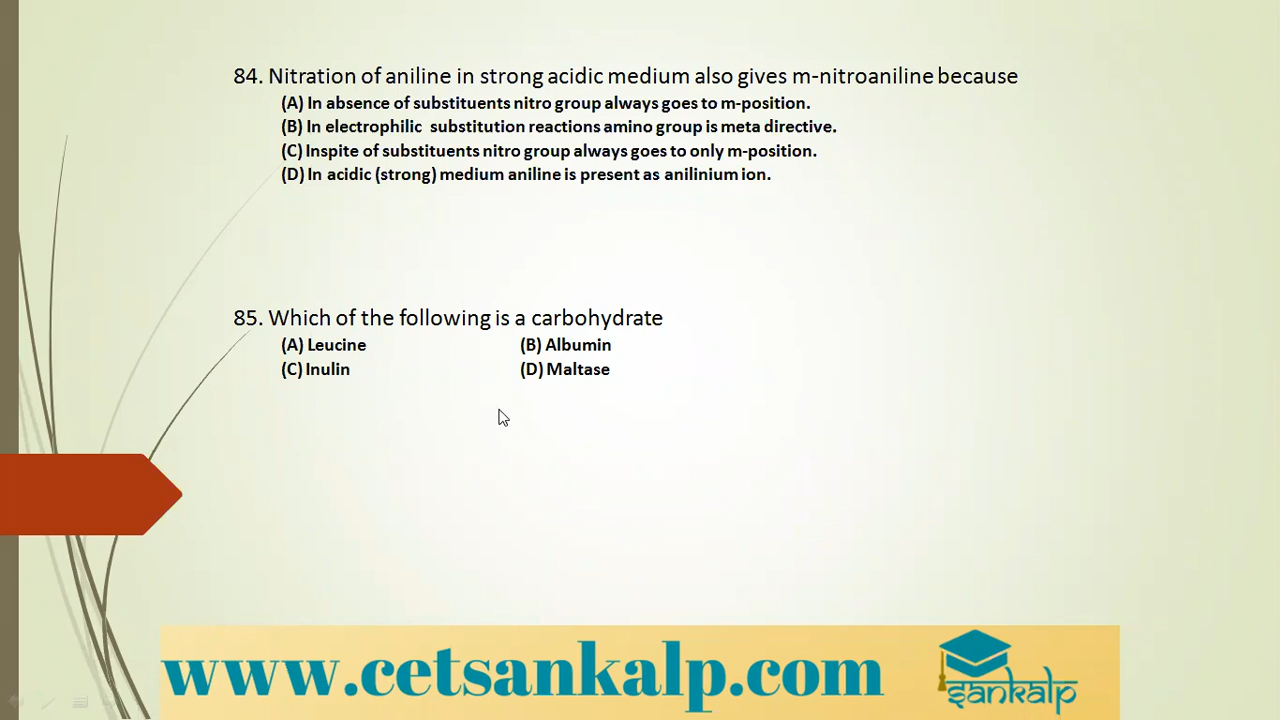 84. Nitration of aniline in strong acidic medium also gives m-nitroaniline because
(A) In absence of substituents nitro group always goes to m-position.
(B) In electrophilic substitution reactions amino group is meta directive.
(C) Inspite of substituents nitro group always goes to only m-position.
(D) In acidic (strong) medium aniline is present as anilinium ion.
85. Which of the following is a carbohydrate
(A) Leucine (B) Albumin
(C) Inulin (D) Maltase
www.cetsankalp.com
sankalp